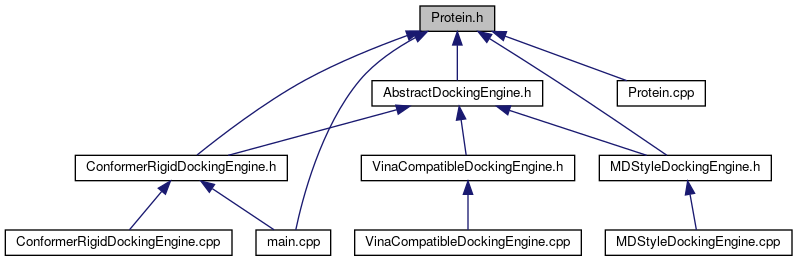 Protein.h
AbstractDockingEngine.h
Protein.cpp
ConformerRigidDockingEngine.h
VinaCompatibleDockingEngine.h
MDStyleDockingEngine.h
ConformerRigidDockingEngine.cpp
main.cpp
VinaCompatibleDockingEngine.cpp
MDStyleDockingEngine.cpp